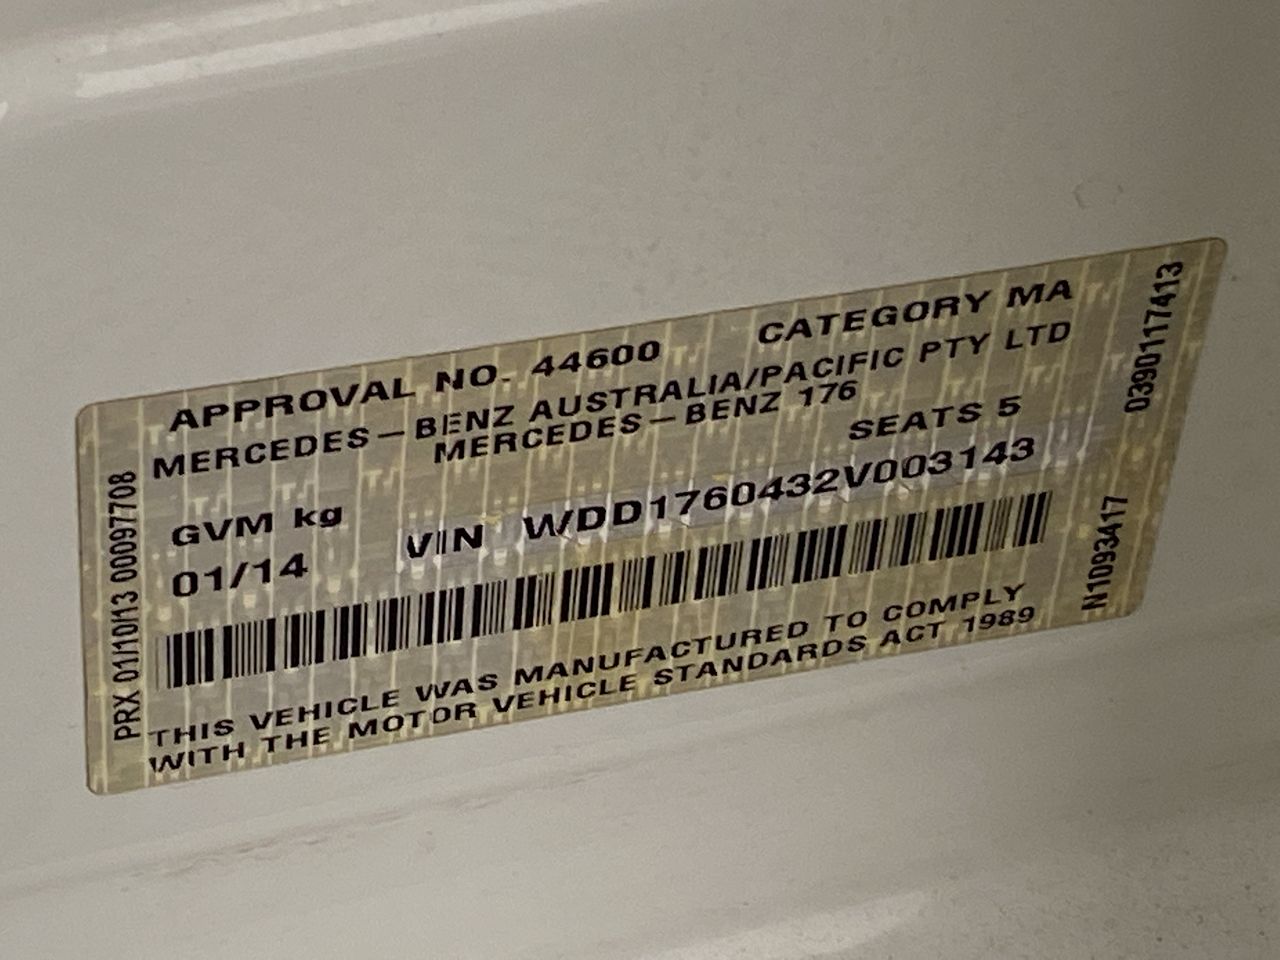 APPROVAL NO. 44600 CATEGORY MA
MERCEDES-BENZ AUSTRALIA/PACIFIC PTY LTD
MERCEDES-BENZ 176
SEATS 5
GVM kg
VIN WDD1760432V003143
01/14
THIS VEHICLE WAS MANUFACTURED TO COMPLY
WITH THE MOTOR VEHICLE STANDARDS ACT 1989
PRX 01/10/13 00097708
0390117413
N1093417